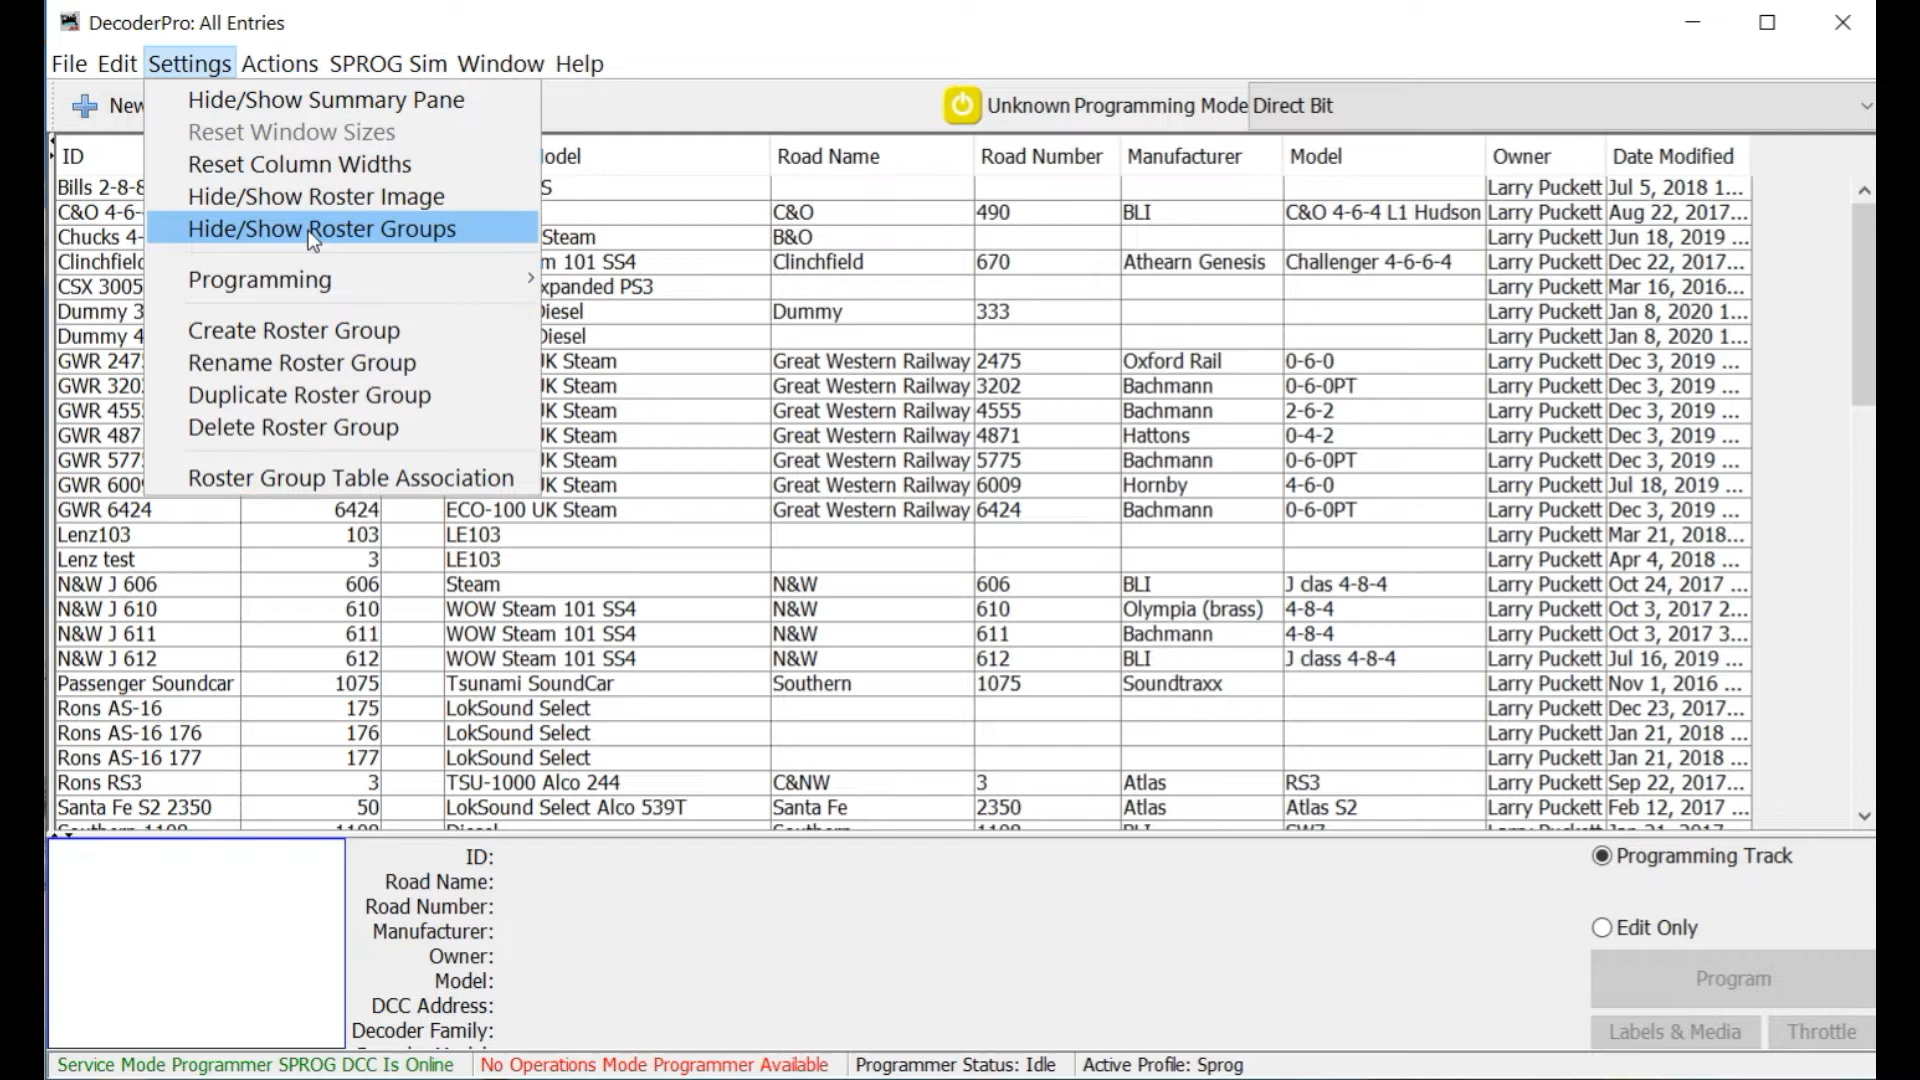 DecoderPro: All Entries
File Edit Settings Actions SPROG Sim Window Help
New Unknown Programming Mode Direct Bit
Hide/Show Summary Pane
Reset Window Sizes
Reset Column Widths
Hide/Show Roster Image
Hide/Show Roster Groups
Programming
Create Roster Group
Rename Roster Group
Duplicate Roster Group
Delete Roster Group
Roster Group Table Association
ID odel Road Name Road Number Manufacturer Model Owner Date Modified
Bills 2-8-8 S Larry Puckett Jul 5, 2018 1...
C&O 4-6- C&O 490 BLI C&O 4-6-4 L1 Hudson Larry Puckett Aug 22, 2017...
Chucks 4- Steam B&O Larry Puckett Jun 18, 2019 ...
Clinchfield m 101 SS4 Clinchfield 670 Athearn Genesis Challenger 4-6-6-4 Larry Puckett Dec 22, 2017...
CSX 3005 xpanded PS3 Larry Puckett Mar 16, 2016...
Dummy 3 Diesel Dummy 333 Larry Puckett Jan 8, 2020 1...
Dummy 4 Diesel Larry Puckett Jan 8, 2020 1...
GWR 247 UK Steam Great Western Railway 2475 Oxford Rail 0-6-0 Larry Puckett Dec 3, 2019 ...
GWR 320 UK Steam Great Western Railway 3202 Bachmann 0-6-0PT Larry Puckett Dec 3, 2019 ...
GWR 455 UK Steam Great Western Railway 4555 Bachmann 2-6-2 Larry Puckett Dec 3, 2019 ...
GWR 487 UK Steam Great Western Railway 4871 Hattons 0-4-2 Larry Puckett Dec 3, 2019 ...
GWR 577 UK Steam Great Western Railway 5775 Bachmann 0-6-0PT Larry Puckett Dec 3, 2019 ...
GWR 600 UK Steam Great Western Railway 6009 Hornby 4-6-0 Larry Puckett Jul 18, 2019 ...
GWR 6424 6424 ECO-100 UK Steam Great Western Railway 6424 Bachmann 0-6-0PT Larry Puckett Dec 3, 2019 ...
Lenz103 103 LE103 Larry Puckett Mar 21, 2018...
Lenz test 3 LE103 Larry Puckett Apr 4, 2018 ...
N&W J 606 606 Steam N&W 606 BLI J clas 4-8-4 Larry Puckett Oct 24, 2017 ...
N&W J 610 610 WOW Steam 101 SS4 N&W 610 Olympia (brass) 4-8-4 Larry Puckett Oct 3, 2017 2...
N&W J 611 611 WOW Steam 101 SS4 N&W 611 Bachmann 4-8-4 Larry Puckett Oct 3, 2017 3...
N&W J 612 612 WOW Steam 101 SS4 N&W 612 BLI J class 4-8-4 Larry Puckett Jul 16, 2019 ...
Passenger Soundcar 1075 Tsunami SoundCar Southern 1075 Soundtraxx Larry Puckett Nov 1, 2016 ...
Rons AS-16 175 LokSound Select Larry Puckett Dec 23, 2017...
Rons AS-16 176 176 LokSound Select Larry Puckett Jan 21, 2018 ...
Rons AS-16 177 177 LokSound Select Larry Puckett Jan 21, 2018 ...
Rons RS3 3 TSU-1000 Alco 244 C&NW 3 Atlas RS3 Larry Puckett Sep 22, 2017...
Santa Fe S2 2350 50 LokSound Select Alco 539T Santa Fe 2350 Atlas Atlas S2 Larry Puckett Feb 12, 2017 ...
ID:
Road Name:
Road Number:
Manufacturer:
Owner:
Model:
DCC Address:
Decoder Family:
Programming Track
Edit Only
Program
Labels & Media Throttle
Service Mode Programmer SPROG DCC Is Online No Operations Mode Programmer Available Programmer Status: Idle Active Profile: Sprog